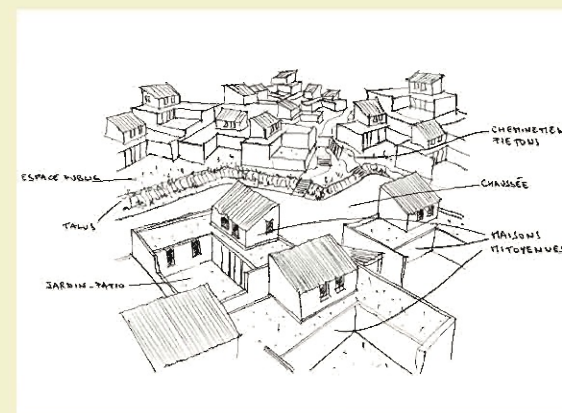 CHEMINEMENT
PIETONS
ESPACE PUBLIC
CHAUSSÉE
TALUS
MAISONS
MITOYENNES
JARDIN-PATIO